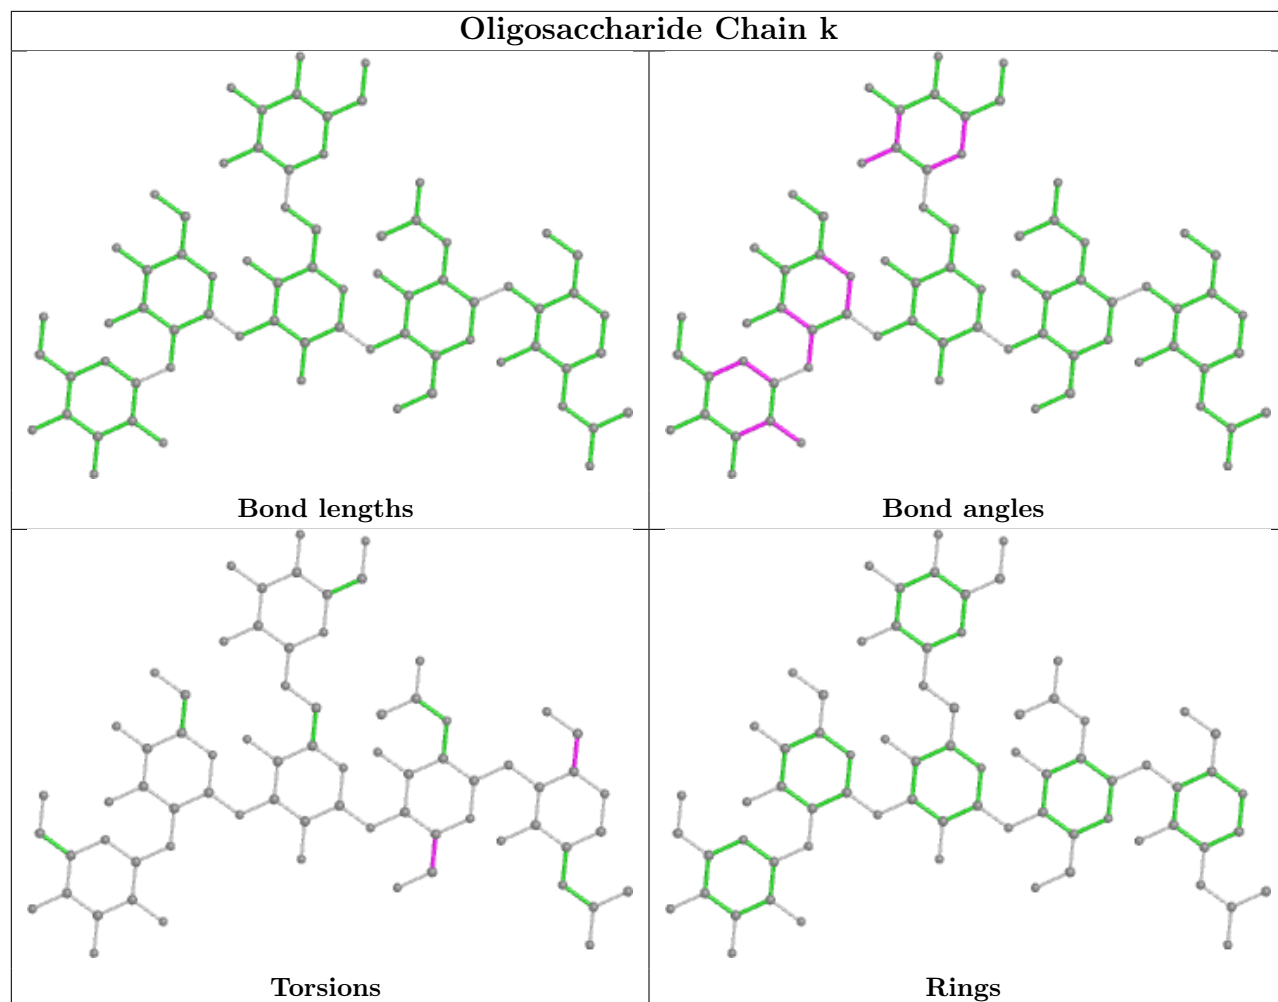 Oligosaccharide Chain k
Bond lengths
Bond angles
Torsions
Rings